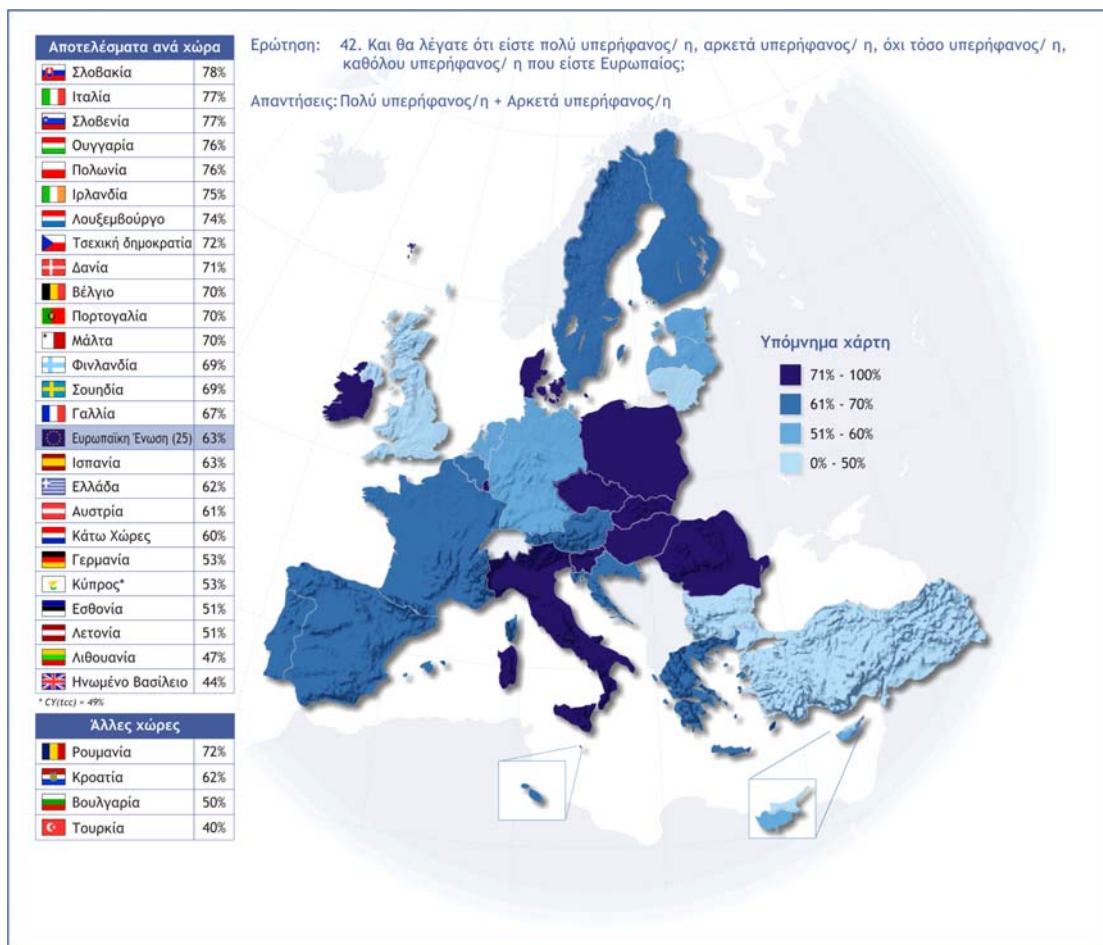 Αποτελέσματα ανά χώρα
Σλοβακία 78%
Ιταλία 77%
Σλοβενία 77%
Ουγγαρία 76%
Πολωνία 76%
Ιρλανδία 75%
Λουξεμβούργο 74%
Τσεχική δημοκρατία 72%
Δανία 71%
Βέλγιο 70%
Πορτογαλία 70%
Μάλτα 70%
Φινλανδία 69%
Σουηδία 69%
Γαλλία 67%
Ευρωπαϊκη Ένωση (25) 63%
Ισπανία 63%
Ελλάδα 62%
Αυστρία 61%
Κάτω Χώρες 60%
Γερμανία 53%
Κύπρος* 53%
Εσθονία 51%
Λετονία 51%
Λιθουανία 47%
Ηνωμένο Βασίλειο 44%
* CY(tcc) = 49%
Άλλες χώρες
Ρουμανία 72%
Κροατία 62%
Βουλγαρία 50%
Τουρκία 40%
Ερώτηση: 42. Και θα λέγατε ότι είστε πολύ υπερήφανος/ η, αρκετά υπερήφανος/ η, όχι τόσο υπερήφανος/ η,
καθόλου υπερήφανος/ η που είστε Ευρωπαίος;
Απαντήσεις: Πολύ υπερήφανος/η + Αρκετά υπερήφανος/η
Υπόμνημα χάρτη
71% - 100%
61% - 70%
51% - 60%
0% - 50%